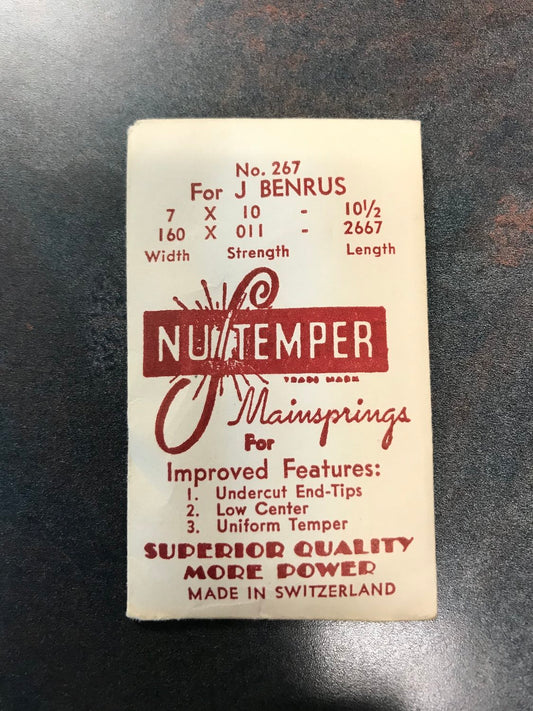 No. 267
For J BENRUS
7 X 10 - 10½
160 X 011 - 2667
Width Strength Length
NU TEMPER
TRADE MARK
Mainsprings
For
Improved Features:
1. Undercut End-Tips
2. Low Center
3. Uniform Temper
SUPERIOR QUALITY
MORE POWER
MADE IN SWITZERLAND